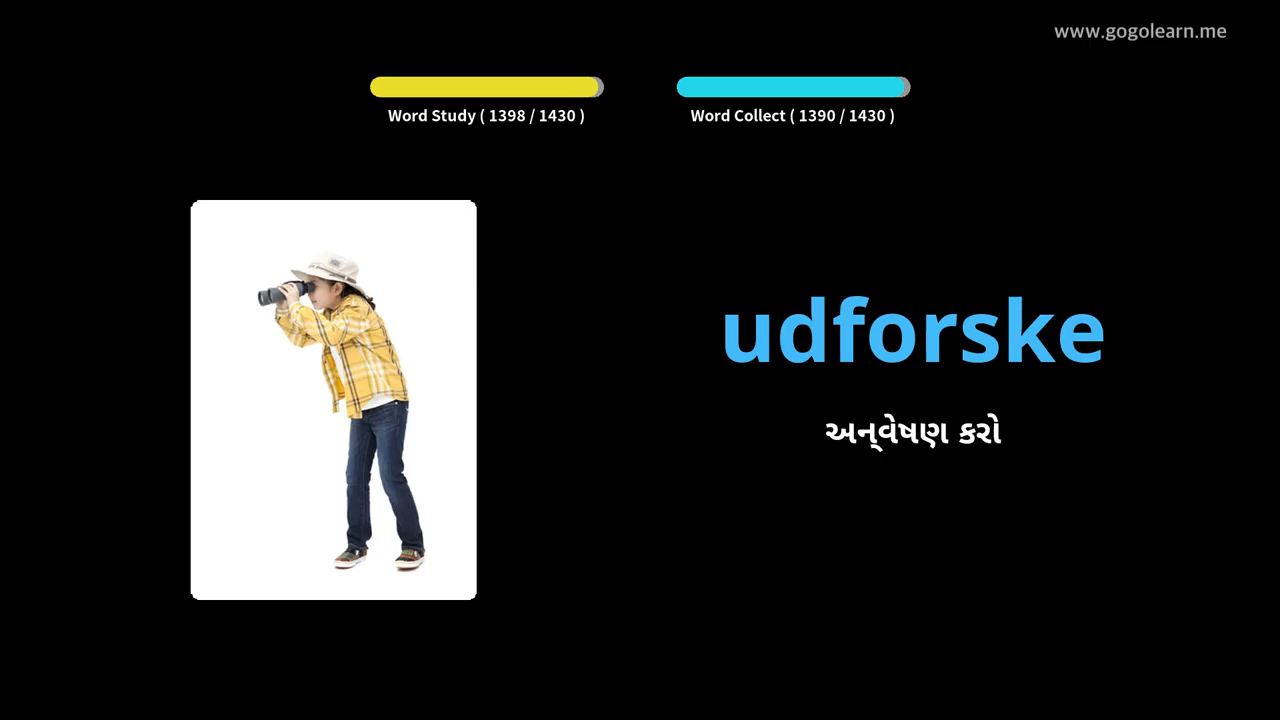 www.gogolearn.me
Word Study ( 1398 / 1430 )
Word Collect ( 1390 / 1430 )
udforske
અન્વેષણ કરો